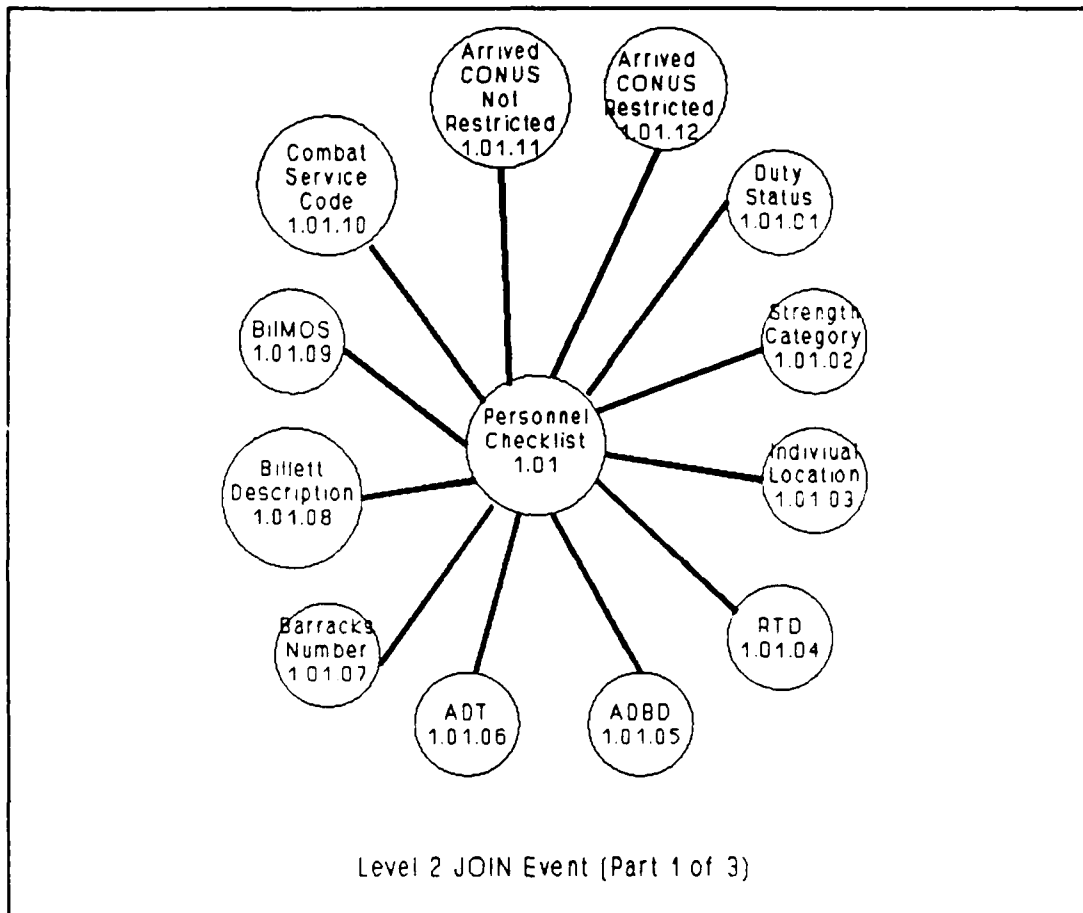 Arrived
CONUS
Not
Restricted
1.01.11
Arrived
CONUS
Restricted
1.01.12
Combat
Service
Code
1.01.10
Duty
Status
1.01.01
BilMOS
1.01.09
Strength
Category
1.01.02
Personnel
Checklist
1.01
Billett
Description
1.01.08
Indiviual
Location
1.01.03
Barracks
Number
1.01.07
RTD
1.01.04
ADT
1.01.06
ADBD
1.01.05
Level 2 JOIN Event (Part 1 of 3)